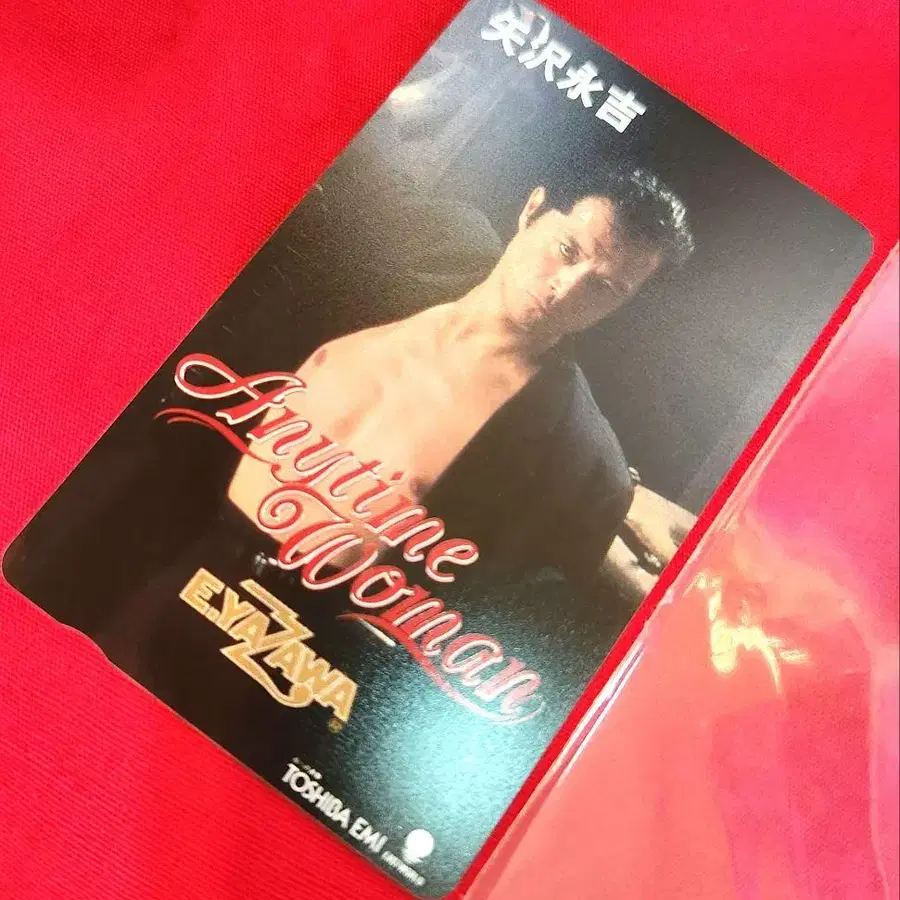 矢沢永吉
Anytime
Woman
E.YAZAWA
TOSHIBA EMI